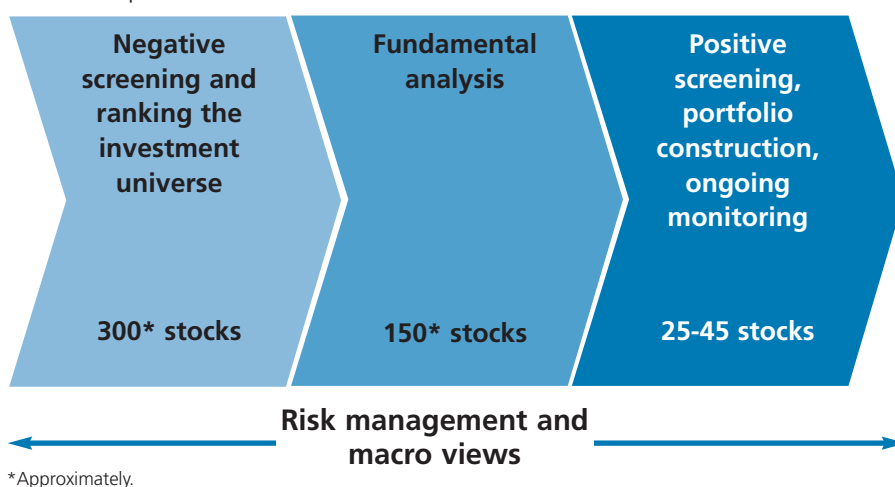 Negative
screening and
ranking the
investment
universe
300* stocks
Fundamental
analysis
150* stocks
Positive
screening,
portfolio
construction,
ongoing
monitoring
25-45 stocks
Risk management and
macro views
*Approximately.